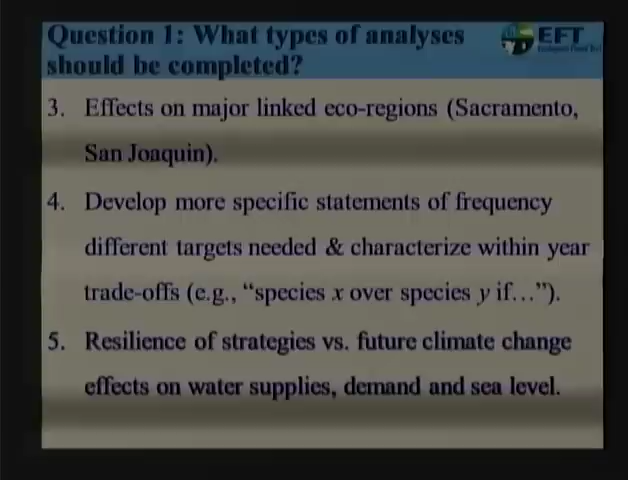 Question 1: What types of analyses
should be completed?
EFT
3. Effects on major linked eco-regions (Sacramento,
San Joaquin).
4. Develop more specific statements of frequency
different targets needed & characterize within year
trade-offs (e.g., “species x over species y if…”).
5. Resilience of strategies vs. future climate change
effects on water supplies, demand and sea level.